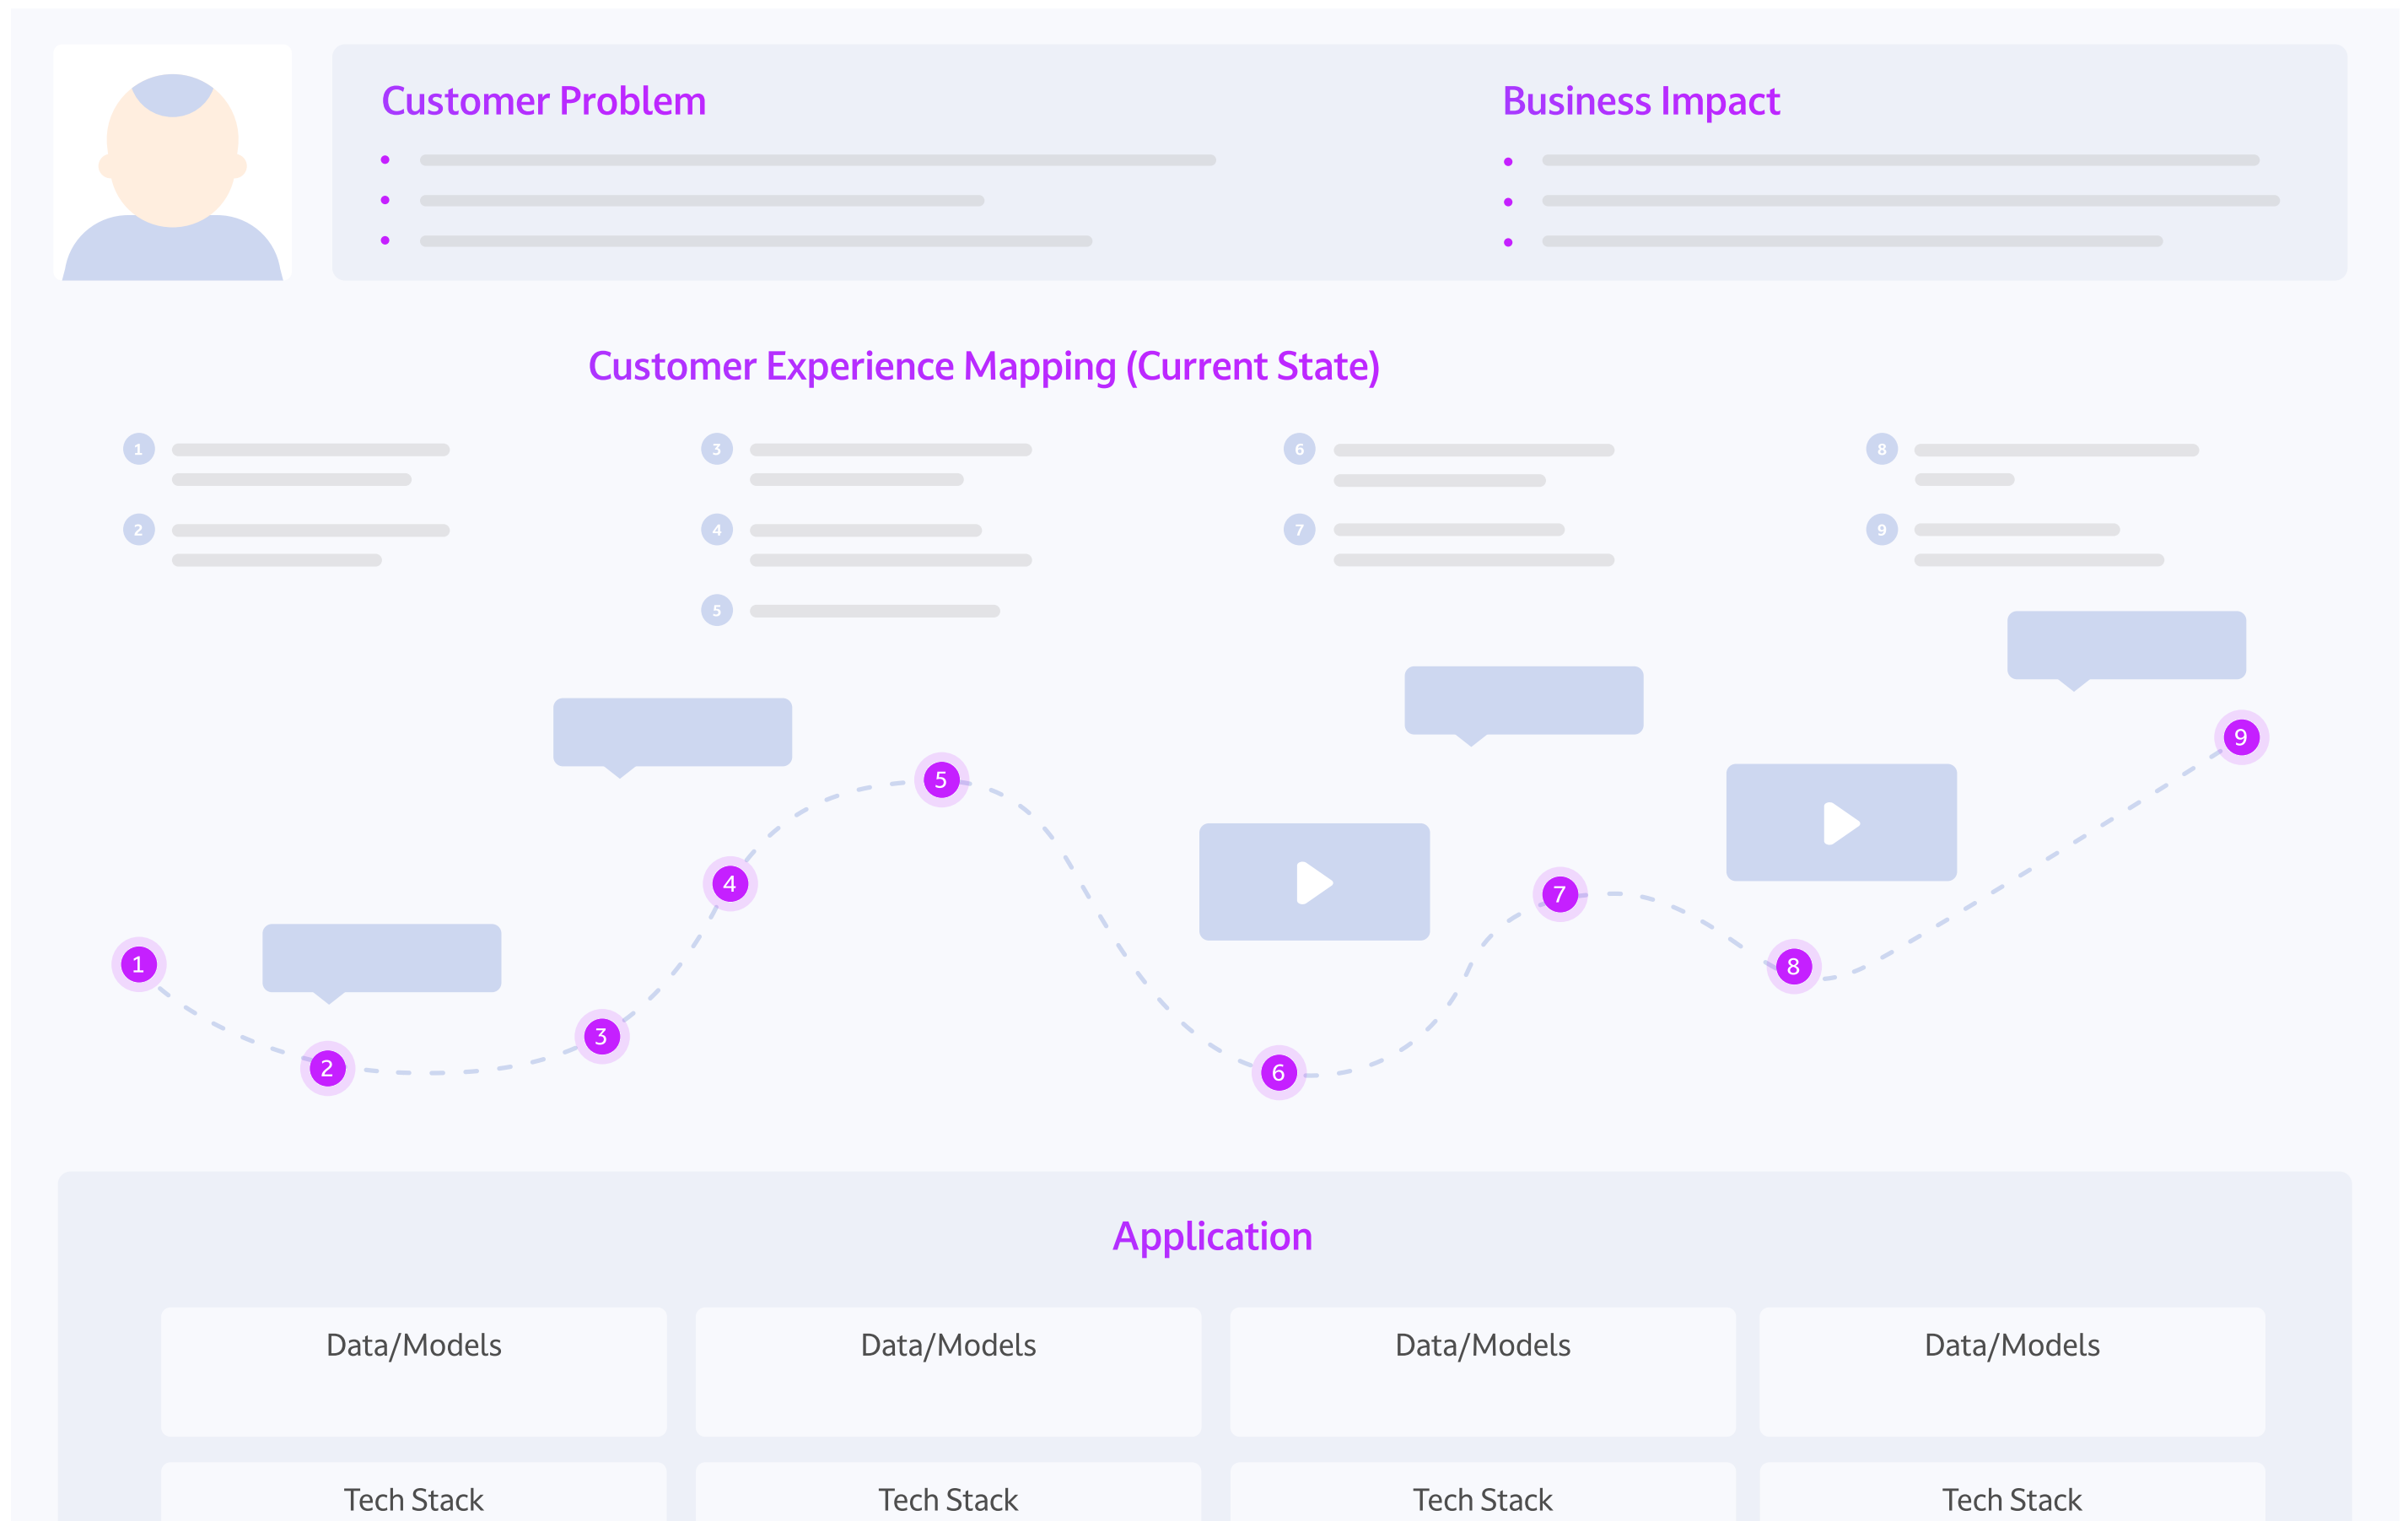 Customer Problem
Business Impact
Customer Experience Mapping (Current State)
1
2
3
4
5
6
7
8
9
1
2
3
4
5
6
7
8
9
Application
Data/Models
Data/Models
Data/Models
Data/Models
Tech Stack
Tech Stack
Tech Stack
Tech Stack